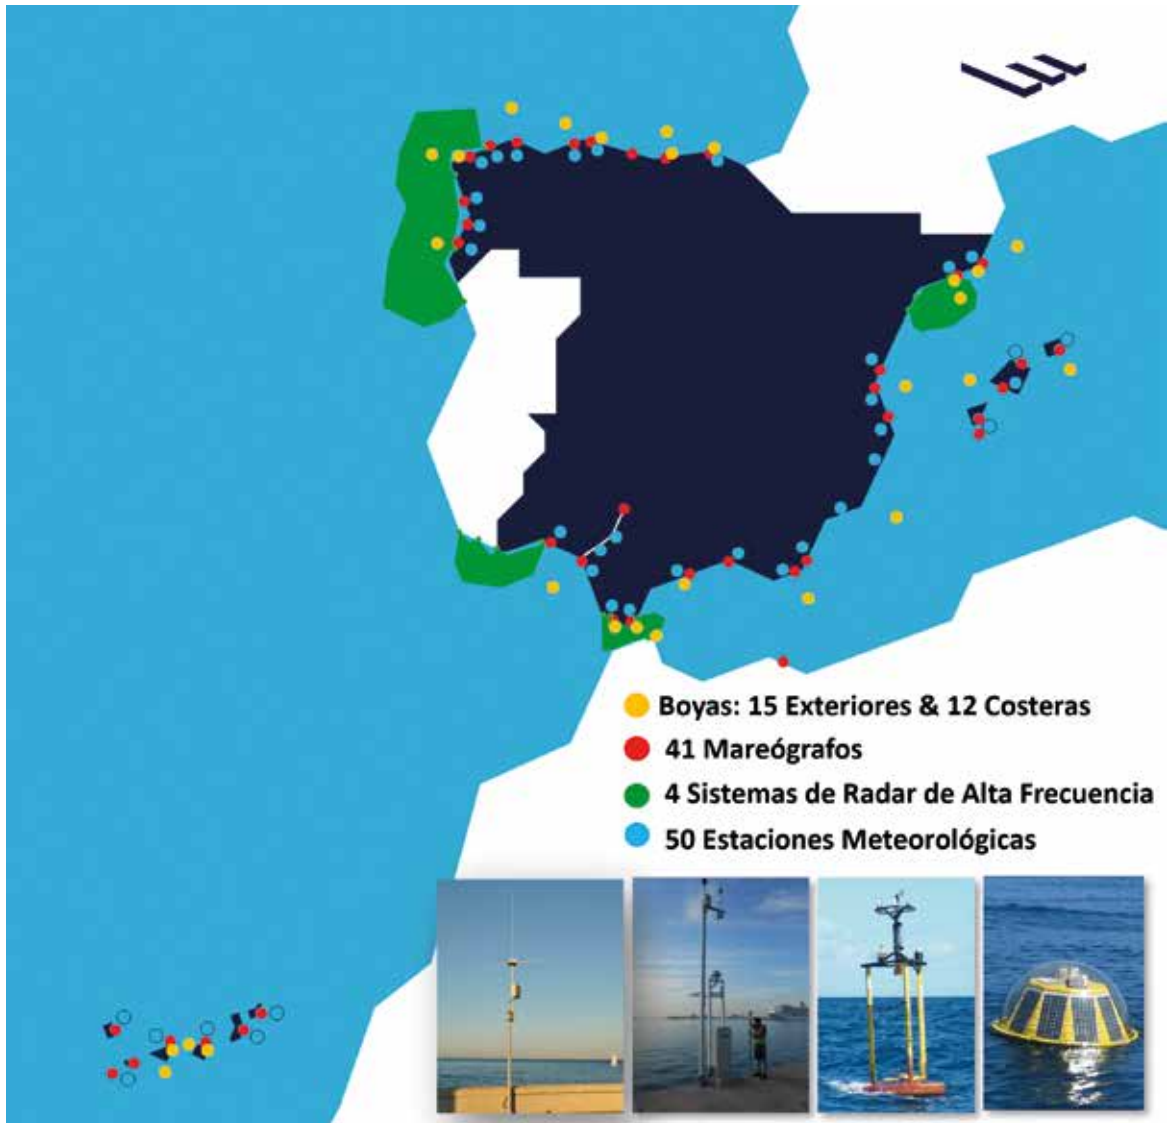 Boyas: 15 Exteriores & 12 Costeras
41 Mareógrafos
4 Sistemas de Radar de Alta Frecuencia
50 Estaciones Meteorológicas